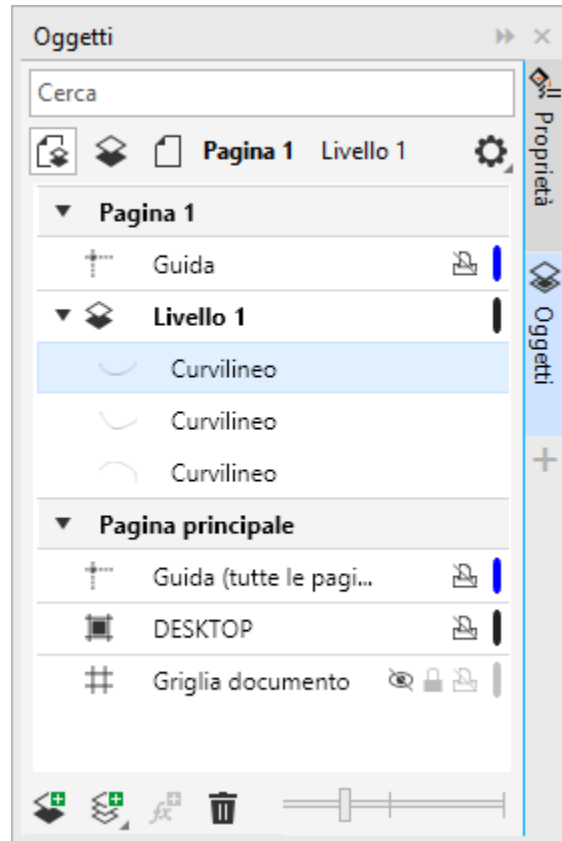 Oggetti
Cerca
Pagina 1 Livello 1
Pagina 1
Guida
Livello 1
Curvilineo
Curvilineo
Curvilineo
Pagina principale
Guida (tutte le pagi...
DESKTOP
Griglia documento
fx
Proprietà
Oggetti